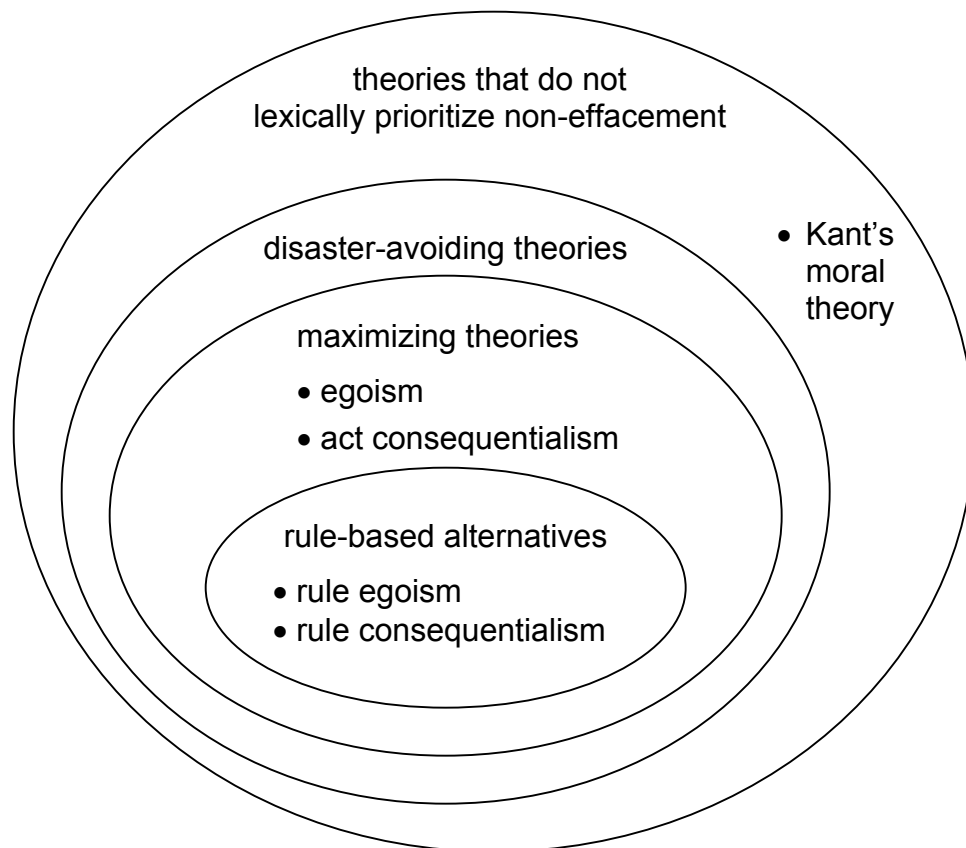 theories that do not
lexically prioritize non-effacement
• Kant's
moral
theory
disaster-avoiding theories
maximizing theories
• egoism
• act consequentialism
rule-based alternatives
• rule egoism
• rule consequentialism